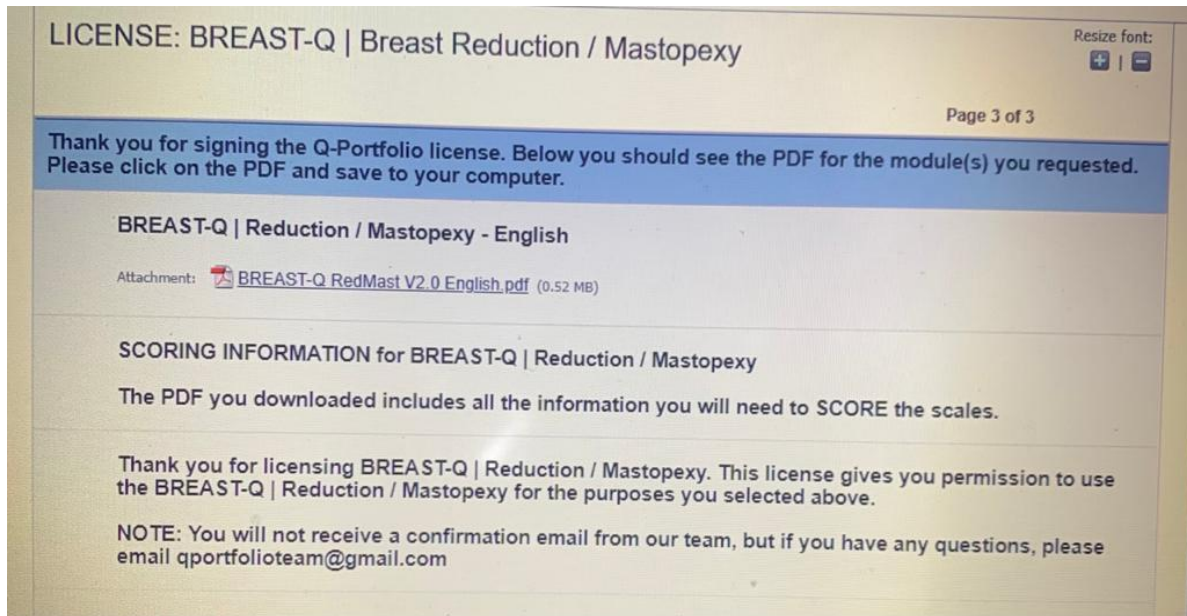 LICENSE: BREAST-Q | Breast Reduction / Mastopexy
Resize font:
+ | -
Page 3 of 3
Thank you for signing the Q-Portfolio license. Below you should see the PDF for the module(s) you requested.
Please click on the PDF and save to your computer.
BREAST-Q | Reduction / Mastopexy - English
Attachment: BREAST-Q RedMast V2.0 English.pdf (0.52 MB)
SCORING INFORMATION for BREAST-Q | Reduction / Mastopexy
The PDF you downloaded includes all the information you will need to SCORE the scales.
Thank you for licensing BREAST-Q | Reduction / Mastopexy. This license gives you permission to use
the BREAST-Q | Reduction / Mastopexy for the purposes you selected above.
NOTE: You will not receive a confirmation email from our team, but if you have any questions, please
email qportfolioteam@gmail.com